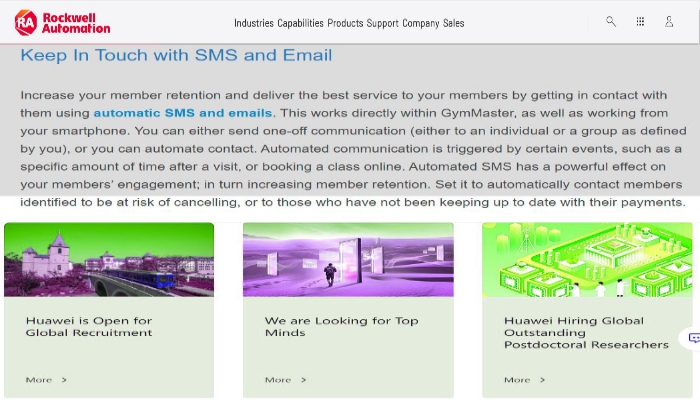 RA Rockwell
Automation
Industries Capabilities Products Support Company Sales
Keep In Touch with SMS and Email
Increase your member retention and deliver the best service to your members by getting in contact with
them using automatic SMS and emails. This works directly within GymMaster, as well as working from
your smartphone. You can either send one-off communication (either to an individual or a group as defined
by you), or you can automate contact. Automated communication is triggered by certain events, such as a
specific amount of time after a visit, or booking a class online. Automated SMS has a powerful effect on
your members' engagement; in turn increasing member retention. Set it to automatically contact members
identified to be at risk of cancelling, or to those who have not been keeping up to date with their payments.
Huawei is Open for
Global Recruitment
More >
We are Looking for Top
Minds
More >
Huawei Hiring Global
Outstanding
Postdoctoral Researchers
More >